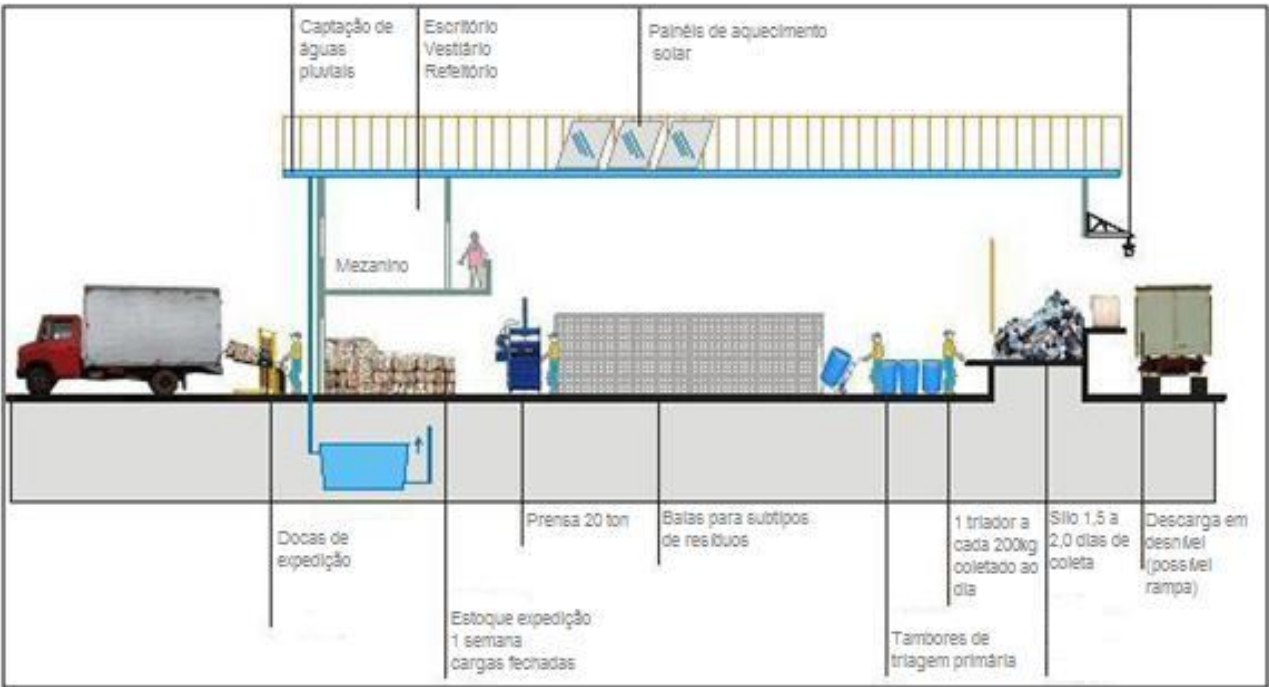 Captação de
águas
pluviais
Escritório
Vestiário
Refeitório
Painéis de aquecimento
solar
Mezanino
Docas de
expedição
Estoque expedição
1 semana
cargas fechadas
Prensa 20 ton
Baias para subtipos
de resíduos
Tambores de
triagem primária
1 triador a
cada 200kg
coletado ao
dia
Silo 1,5 a
2,0 dias de
coleta
Descarga em
desnível
(possível
rampa)